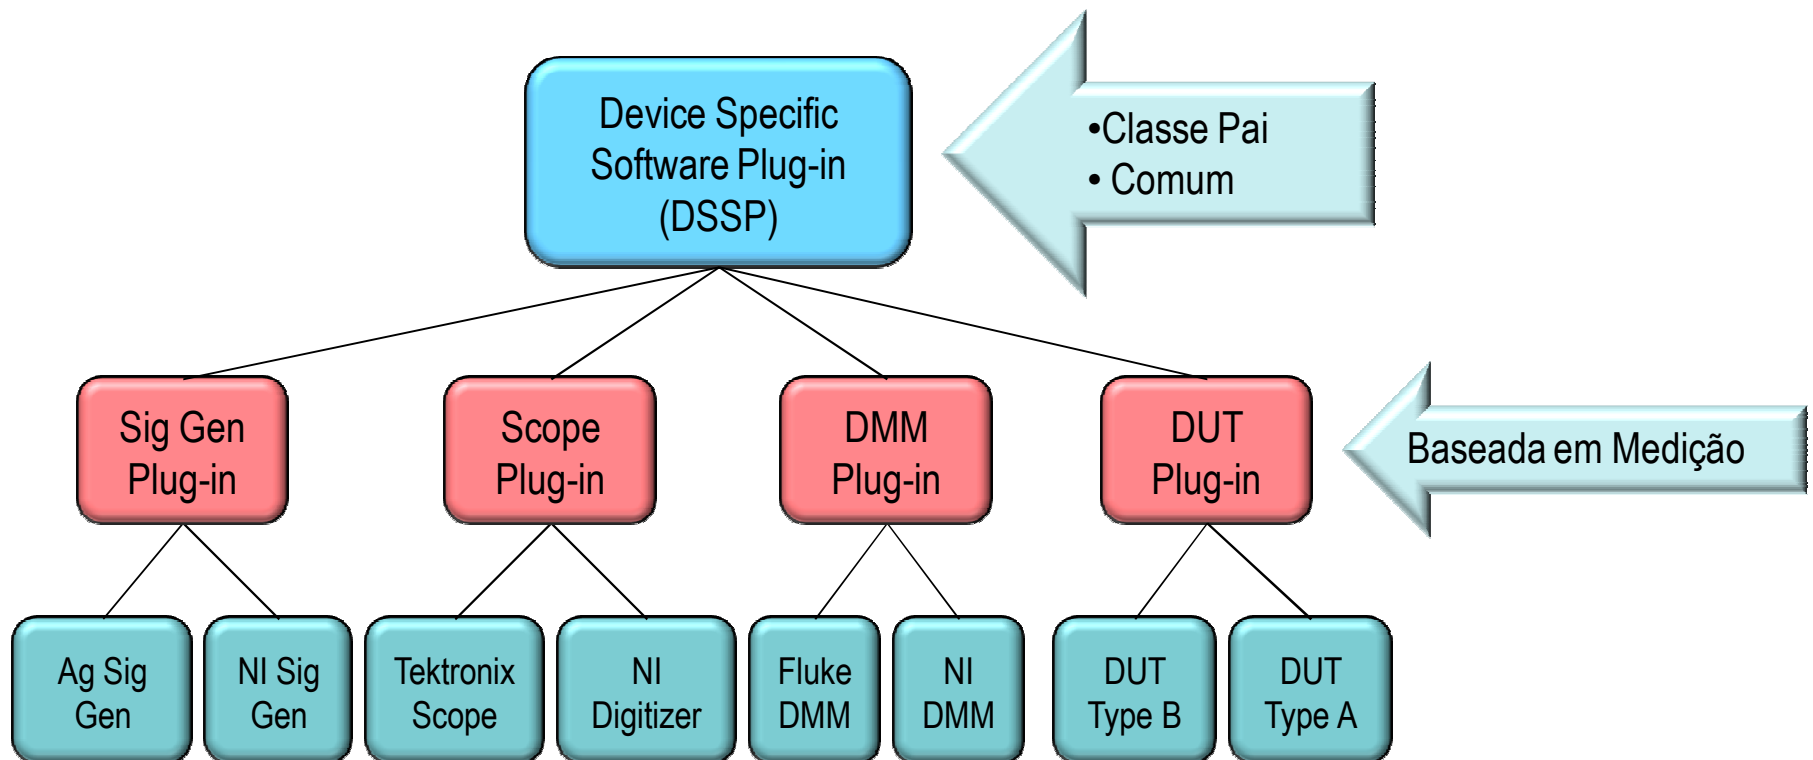 Device Specific
Software Plug-in
(DSSP)
•Classe Pai
• Comum
Sig Gen
Plug-in
Scope
Plug-in
DMM
Plug-in
DUT
Plug-in
Baseada em Medição
Ag Sig
Gen
NI Sig
Gen
Tektronix
Scope
NI
Digitizer
Fluke
DMM
NI
DMM
DUT
Type B
DUT
Type A